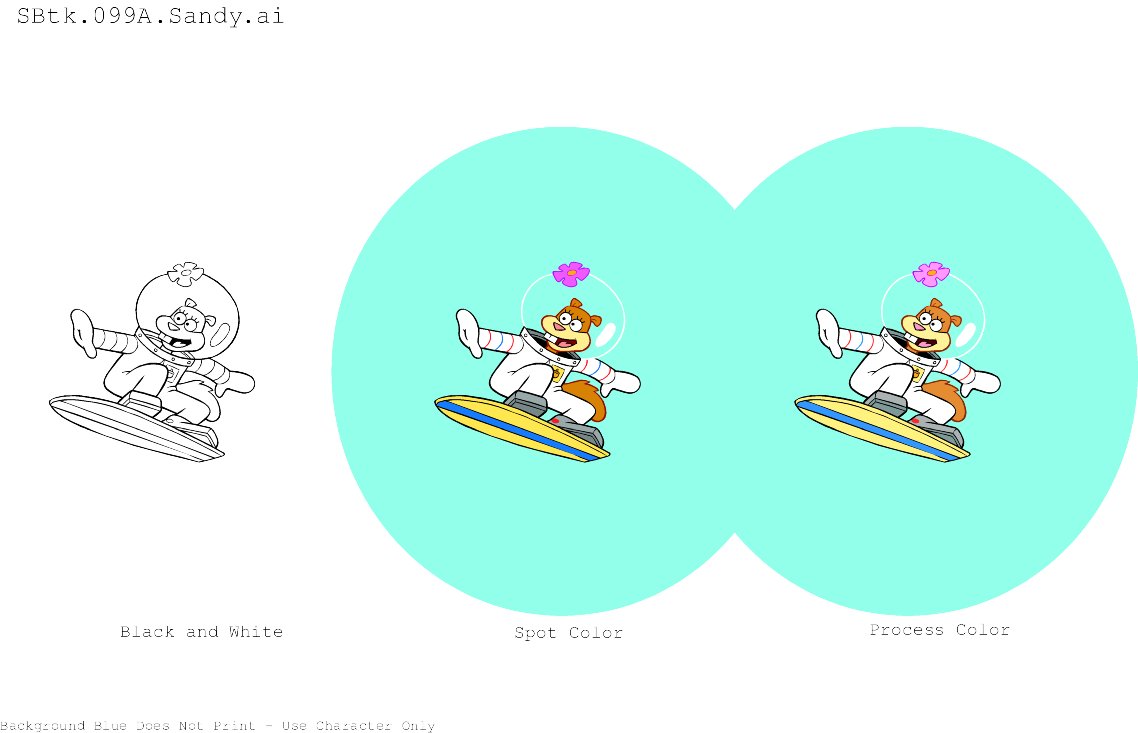 SBtk.099A.Sandy.ai
Black and White
Spot Color
Process Color
Background Blue Does Not Print - Use Character Only